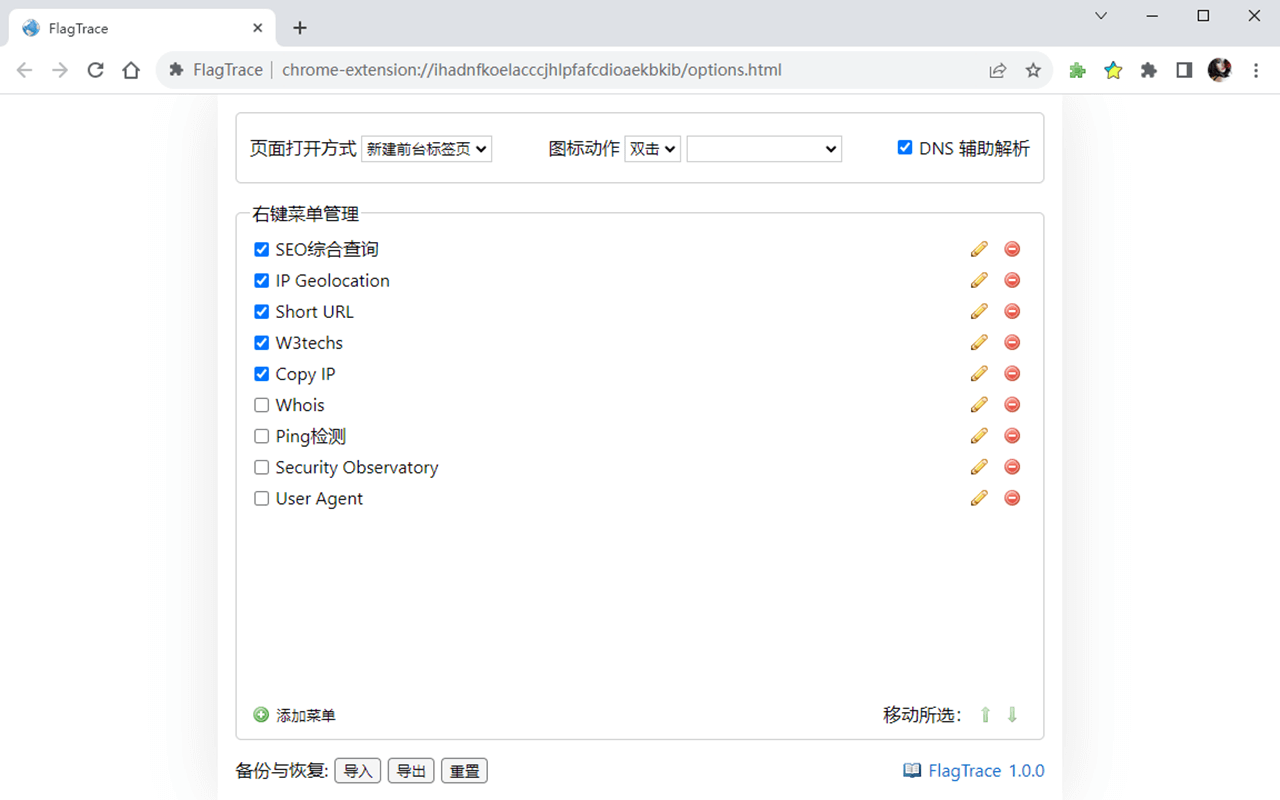 FlagTrace
FlagTrace | chrome-extension://ihadnfkoelacccjhlpfafcdioaekbkib/options.html
页面打开方式 新建前台标签页 图标动作 双击 DNS 辅助解析
右键菜单管理
SEO综合查询
IP Geolocation
Short URL
W3techs
Copy IP
Whois
Ping检测
Security Observatory
User Agent
添加菜单 移动所选：
备份与恢复: 导入 导出 重置 FlagTrace 1.0.0